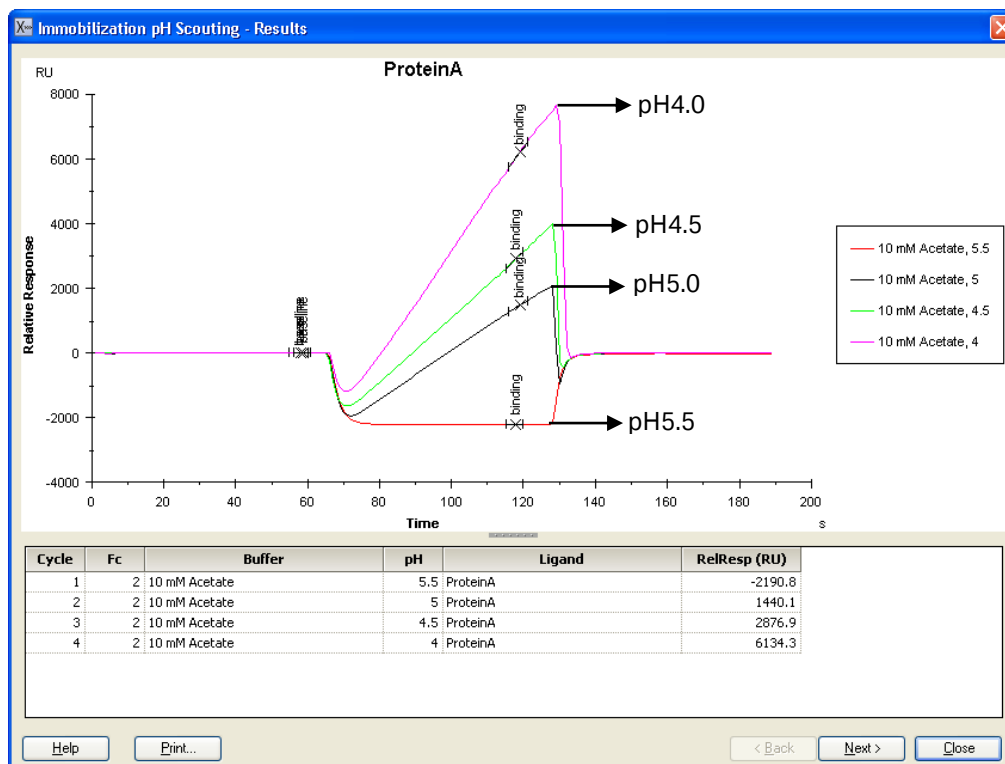 Immobilization pH Scouting - Results
ProteinA
RU
8000
6000
4000
2000
0
-2000
-4000
Relative Response
0 20 40 60 80 100 120 140 160 180 200
Time
s
baseline
binding
binding
binding
binding
pH4.0
pH4.5
pH5.0
pH5.5
10 mM Acetate, 5.5
10 mM Acetate, 5
10 mM Acetate, 4.5
10 mM Acetate, 4
Cycle Fc Buffer pH Ligand RelResp (RU)
1 2 10 mM Acetate 5.5 ProteinA -2190.8
2 2 10 mM Acetate 5 ProteinA 1440.1
3 2 10 mM Acetate 4.5 ProteinA 2876.9
4 2 10 mM Acetate 4 ProteinA 6134.3
Help Print... < Back Next > Close